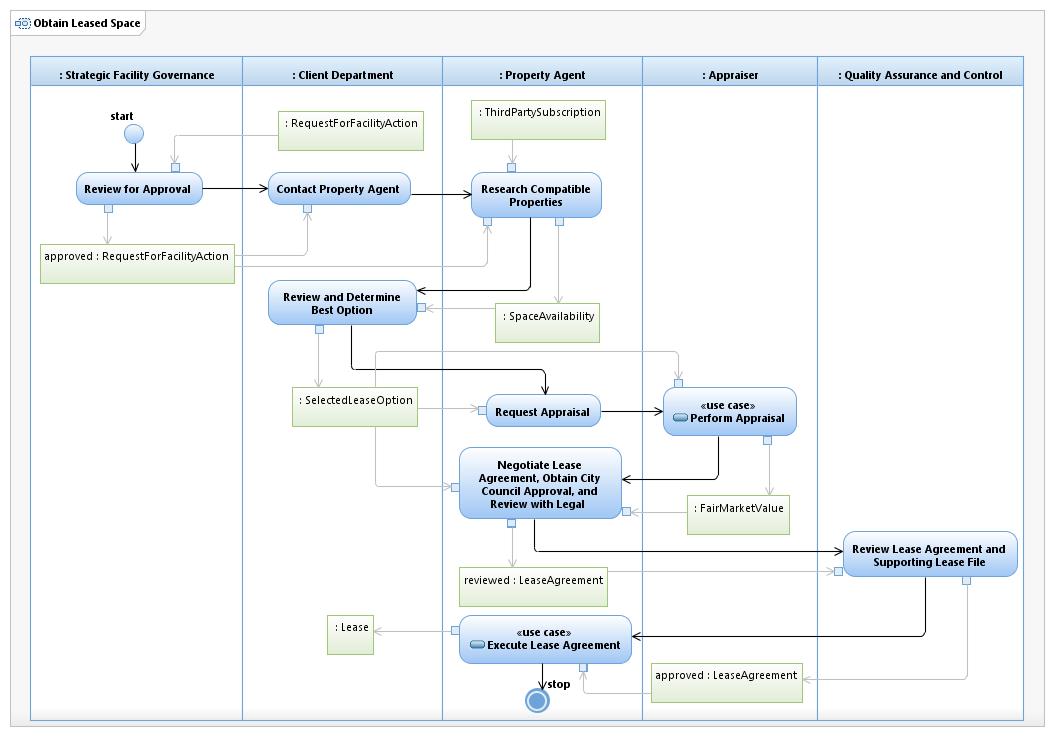 Obtain Leased Space
: Strategic Facility Governance
: Client Department
: Property Agent
: Appraiser
: Quality Assurance and Control
start
: RequestForFacilityAction
: ThirdPartySubscription
Review for Approval
Contact Property Agent
Research Compatible
Properties
approved : RequestForFacilityAction
Review and Determine
Best Option
: SpaceAvailability
: SelectedLeaseOption
Request Appraisal
«use case»
Perform Appraisal
Negotiate Lease
Agreement, Obtain City
Council Approval, and
Review with Legal
: FairMarketValue
Review Lease Agreement and
Supporting Lease File
reviewed : LeaseAgreement
: Lease
«use case»
Execute Lease Agreement
approved : LeaseAgreement
stop